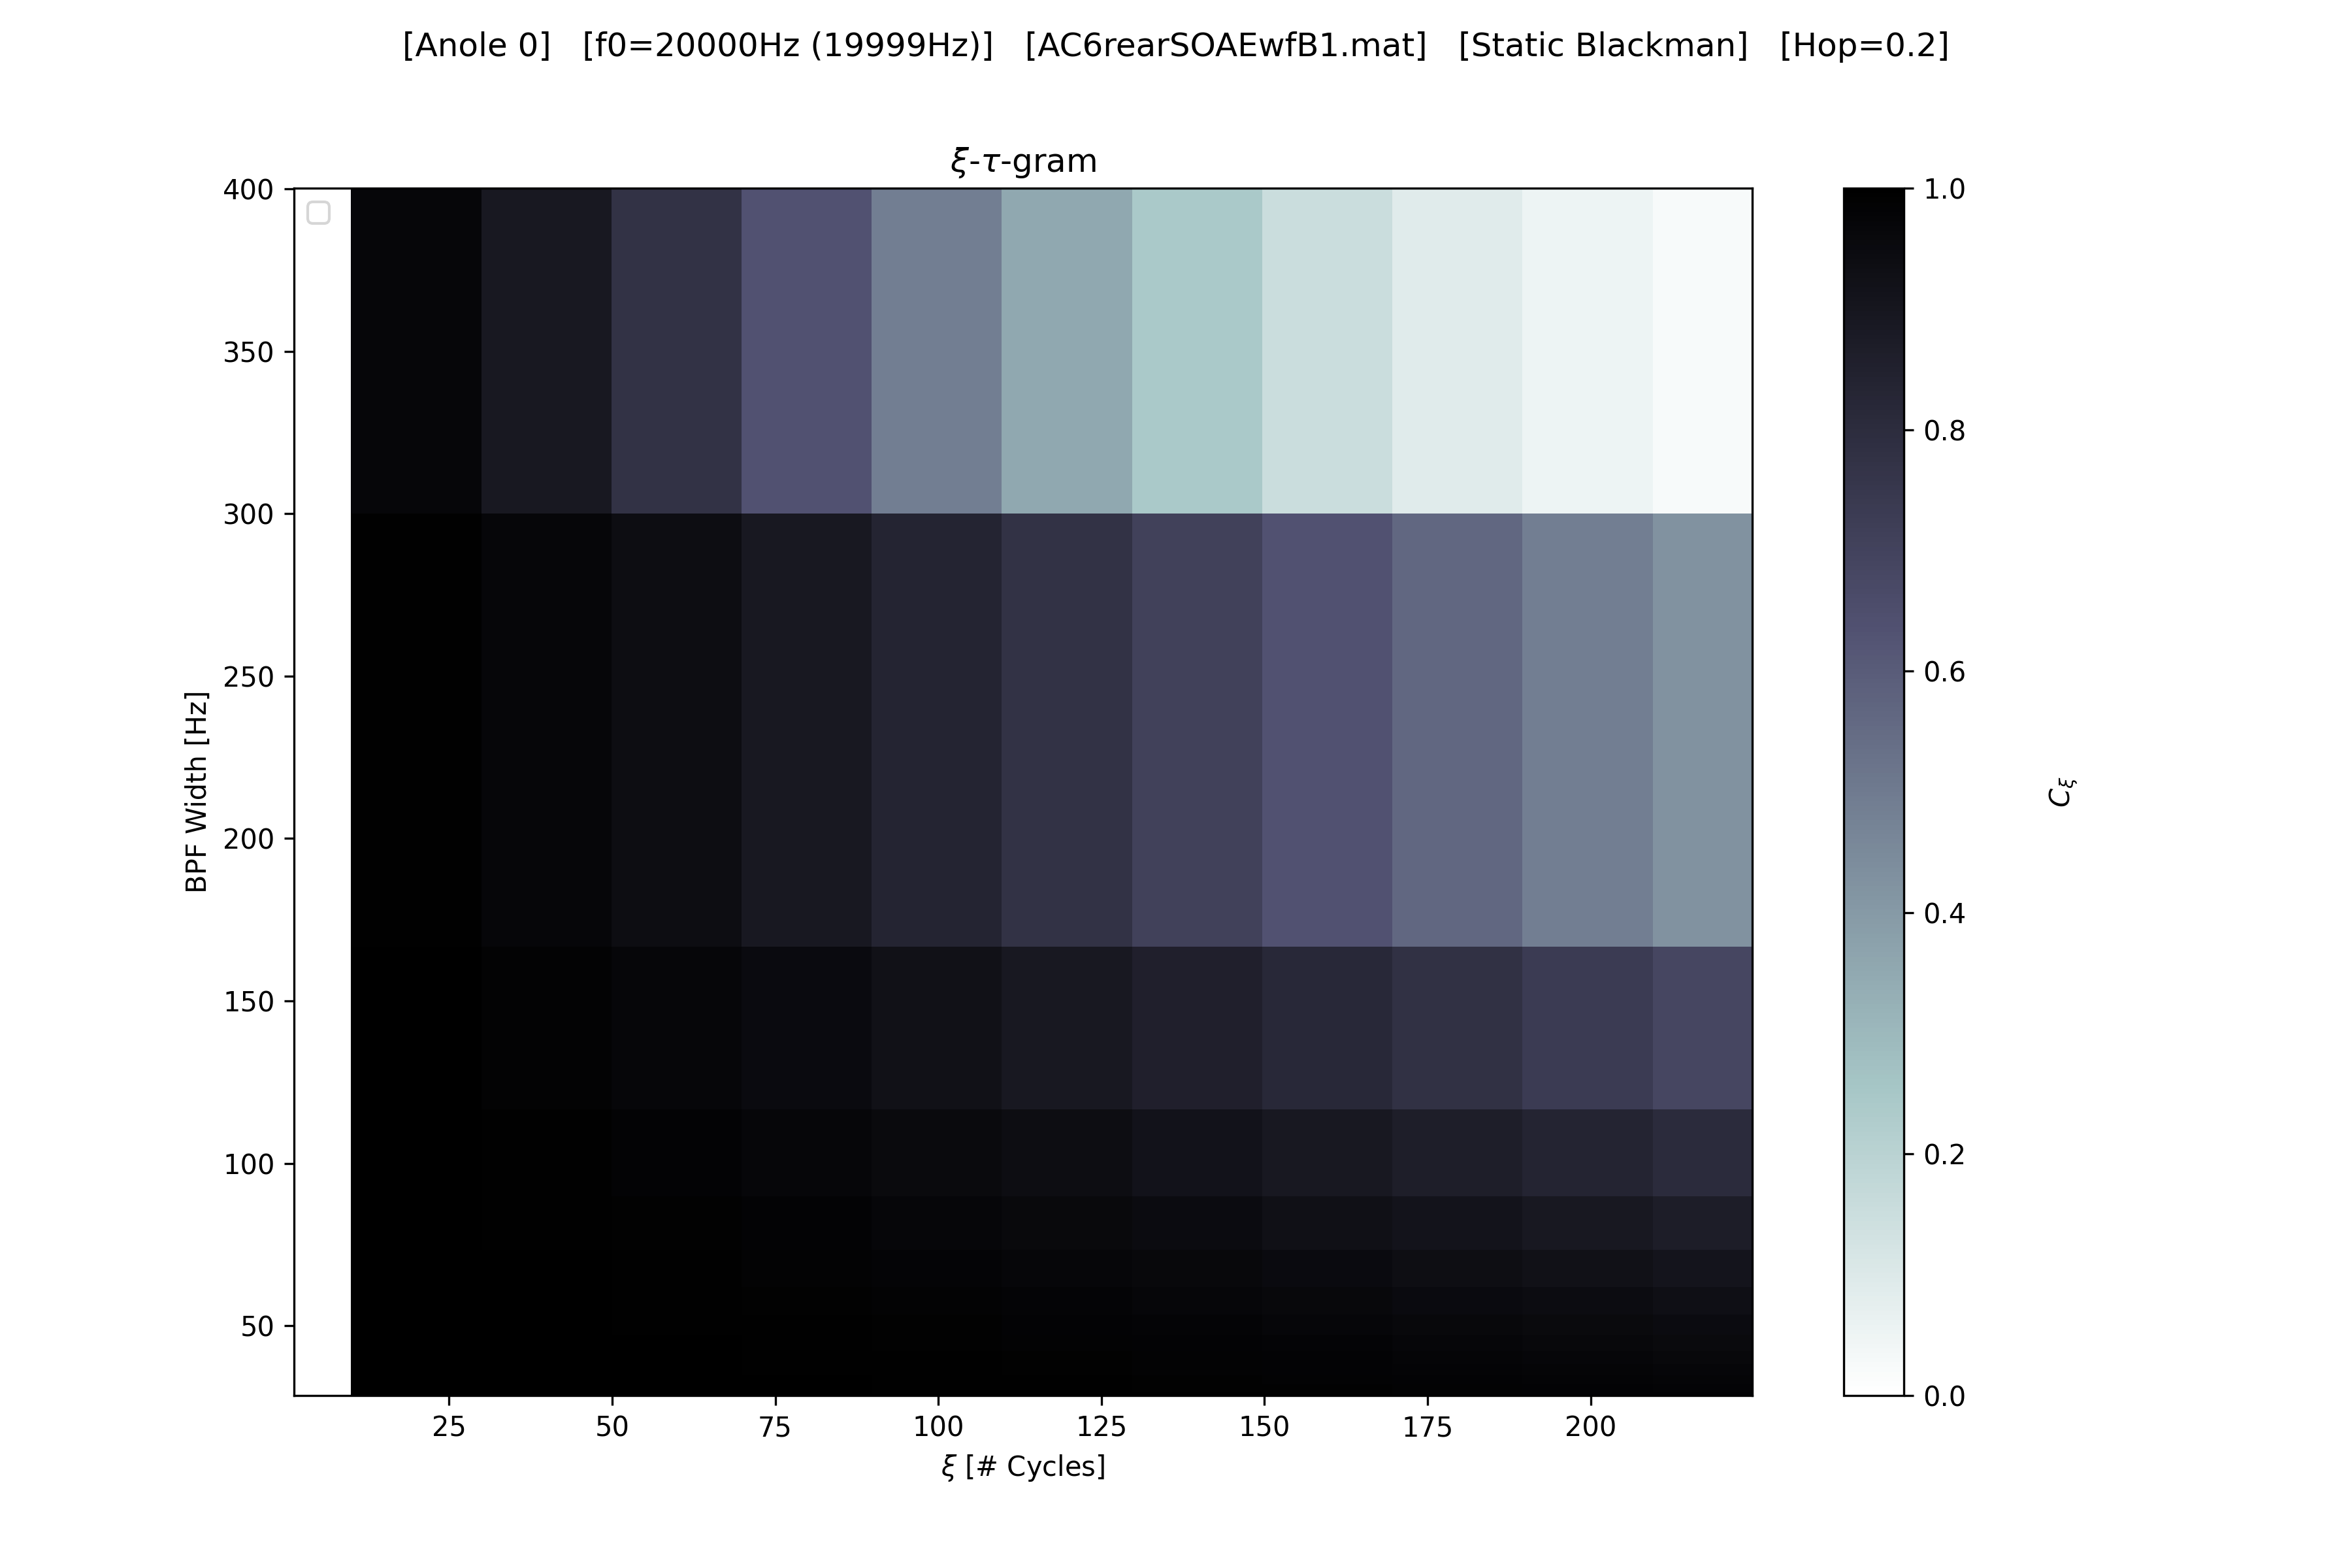 [Anole 0]   [f0=20000Hz (19999Hz)]   [AC6rearSOAEwfB1.mat]   [Static Blackman]   [Hop=0.2]
ξ-τ-gram
400
350
300
250
200
150
100
50
BPF Width [Hz]
25 50 75 100 125 150 175 200
ξ [# Cycles]
1.0
0.8
0.6
0.4
0.2
0.0
Cξ